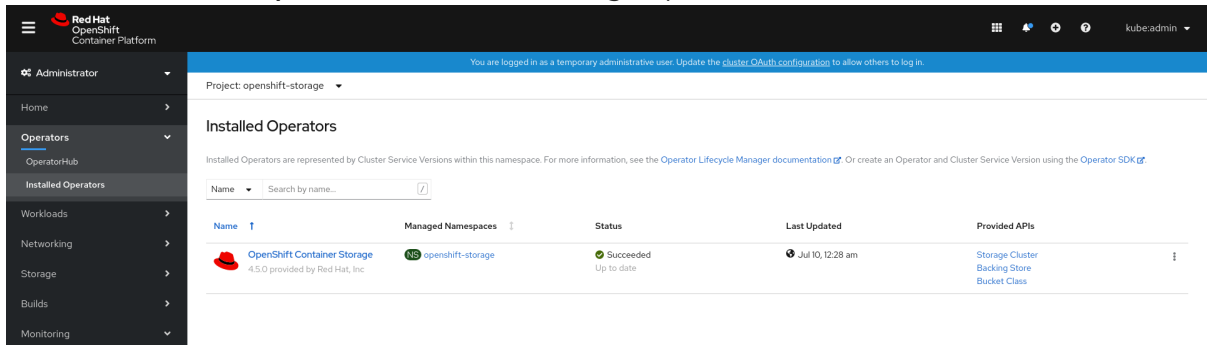 Red Hat
OpenShift
Container Platform
kube:admin
Administrator
You are logged in as a temporary administrative user. Update the cluster OAuth configuration to allow others to log in.
Project: openshift-storage
Home
Operators
OperatorHub
Installed Operators
Workloads
Networking
Storage
Builds
Monitoring
Installed Operators
Installed Operators are represented by Cluster Service Versions within this namespace. For more information, see the Operator Lifecycle Manager documentation. Or create an Operator and Cluster Service Version using the Operator SDK.
Name Search by name... /
Name Managed Namespaces Status Last Updated Provided APIs
OpenShift Container Storage NS openshift-storage Succeeded Jul 10, 12:28 am Storage Cluster
4.5.0 provided by Red Hat, Inc Up to date Backing Store
Bucket Class